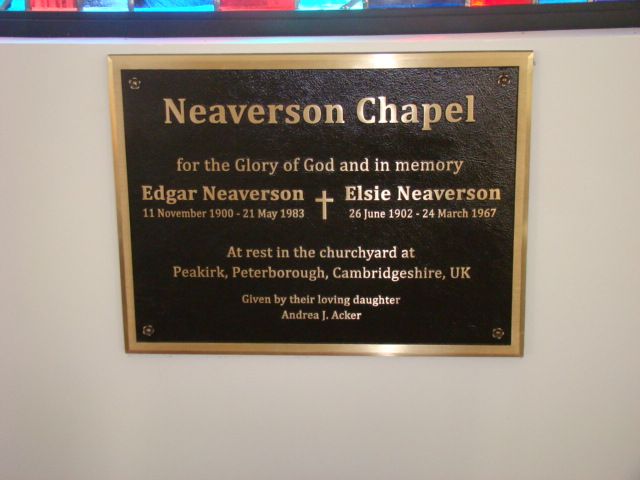 Neaverson Chapel
for the Glory of God and in memory
Edgar Neaverson † Elsie Neaverson
11 November 1900 - 21 May 1983 26 June 1902 - 24 March 1967
At rest in the churchyard at
Peakirk, Peterborough, Cambridgeshire, UK
Given by their loving daughter
Andrea J. Acker